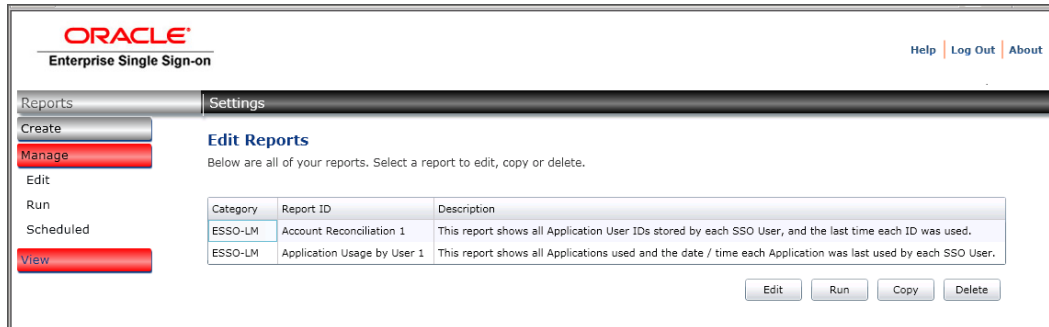 ORACLE
Enterprise Single Sign-on
Help | Log Out | About
Reports
Settings
Create
Manage
Edit
Run
Scheduled
View
Edit Reports
Below are all of your reports. Select a report to edit, copy or delete.
Category Report ID Description
ESSO-LM Account Reconciliation 1 This report shows all Application User IDs stored by each SSO User, and the last time each ID was used.
ESSO-LM Application Usage by User 1 This report shows all Applications used and the date / time each Application was last used by each SSO User.
Edit Run Copy Delete